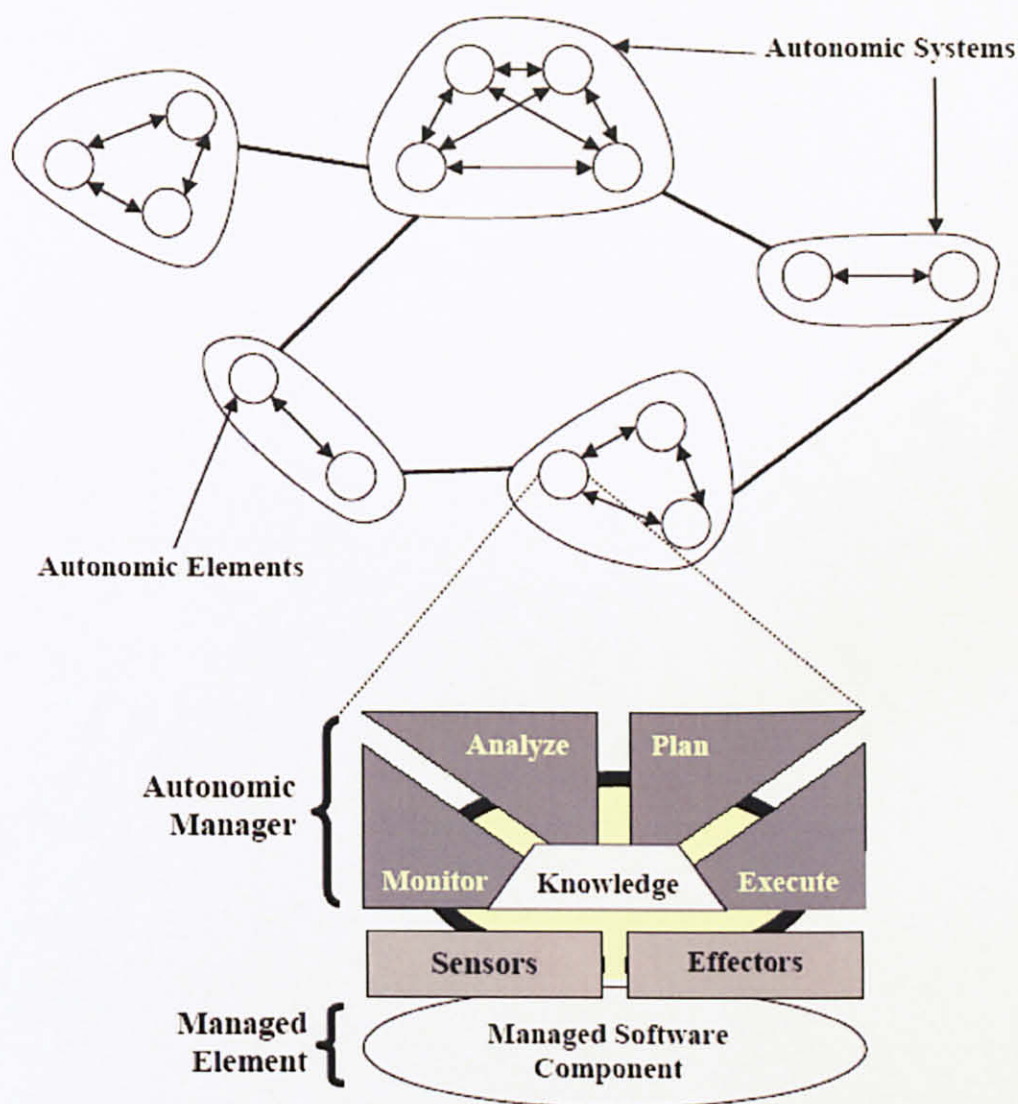 Autonomic Systems
Autonomic Elements
Autonomic
Manager
Analyze
Plan
Monitor
Knowledge
Execute
Sensors
Effectors
Managed
Element
Managed Software
Component